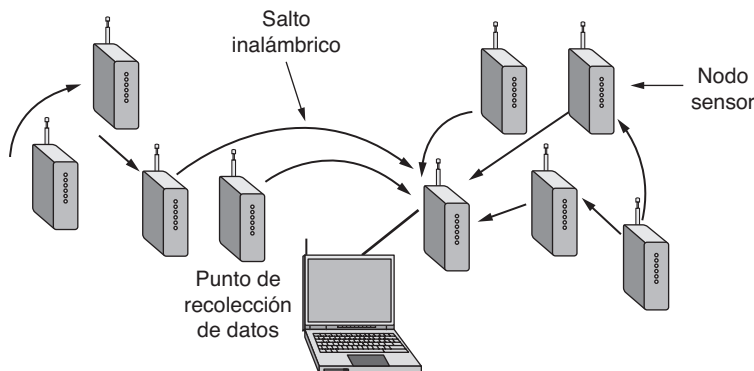 Salto
inalámbrico
Nodo
sensor
Punto de
recolección
de datos